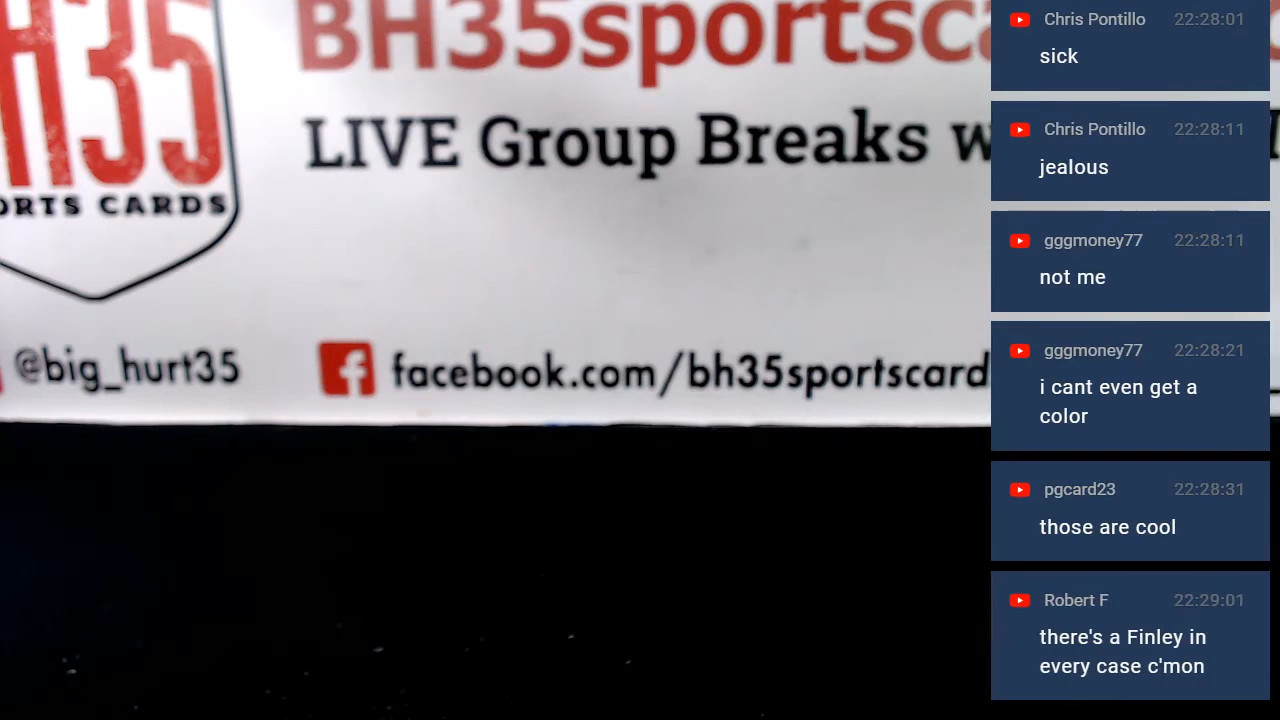 H35
ORTS CARDS
BH35sportsca
LIVE Group Breaks w
@big_hurt35
facebook.com/bh35sportscard
Chris Pontillo 22:28:01
sick
Chris Pontillo 22:28:11
jealous
gggmoney77 22:28:11
not me
gggmoney77 22:28:21
i cant even get a
color
pgcard23 22:28:31
those are cool
Robert F 22:29:01
there's a Finley in
every case c'mon